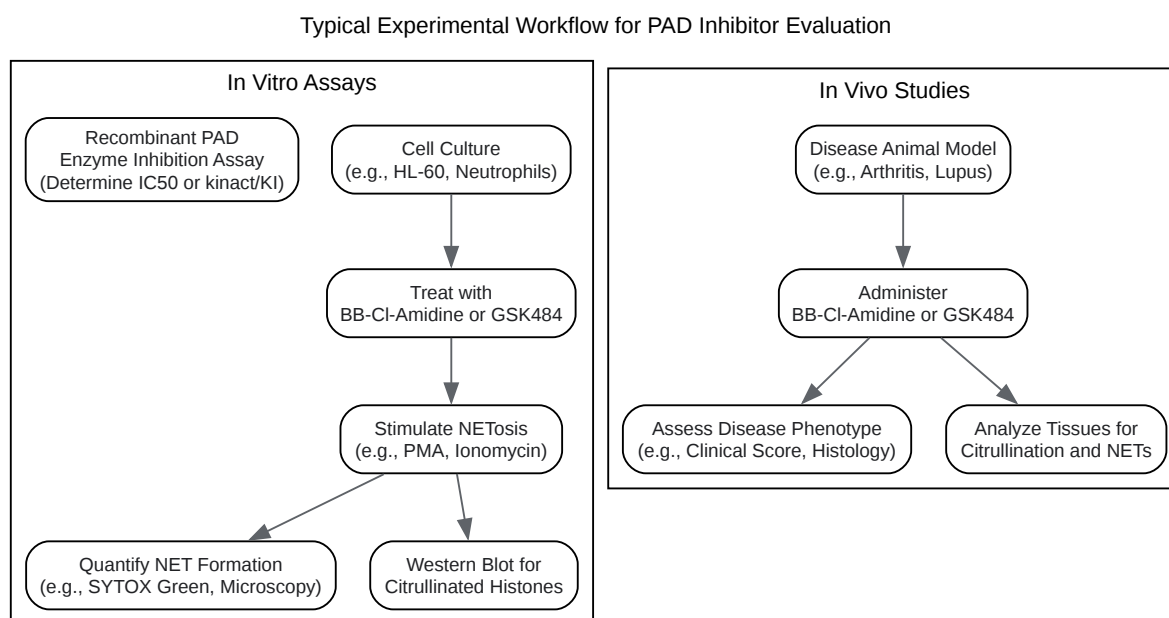 Typical Experimental Workflow for PAD Inhibitor Evaluation
In Vitro Assays
Recombinant PAD
Enzyme Inhibition Assay
(Determine IC50 or kinact/KI)
Cell Culture
(e.g., HL-60, Neutrophils)
Treat with
BB-Cl-Amidine or GSK484
Stimulate NETosis
(e.g., PMA, Ionomycin)
Quantify NET Formation
(e.g., SYTOX Green, Microscopy)
Western Blot for
Citrullinated Histones
In Vivo Studies
Disease Animal Model
(e.g., Arthritis, Lupus)
Administer
BB-Cl-Amidine or GSK484
Assess Disease Phenotype
(e.g., Clinical Score, Histology)
Analyze Tissues for
Citrullination and NETs